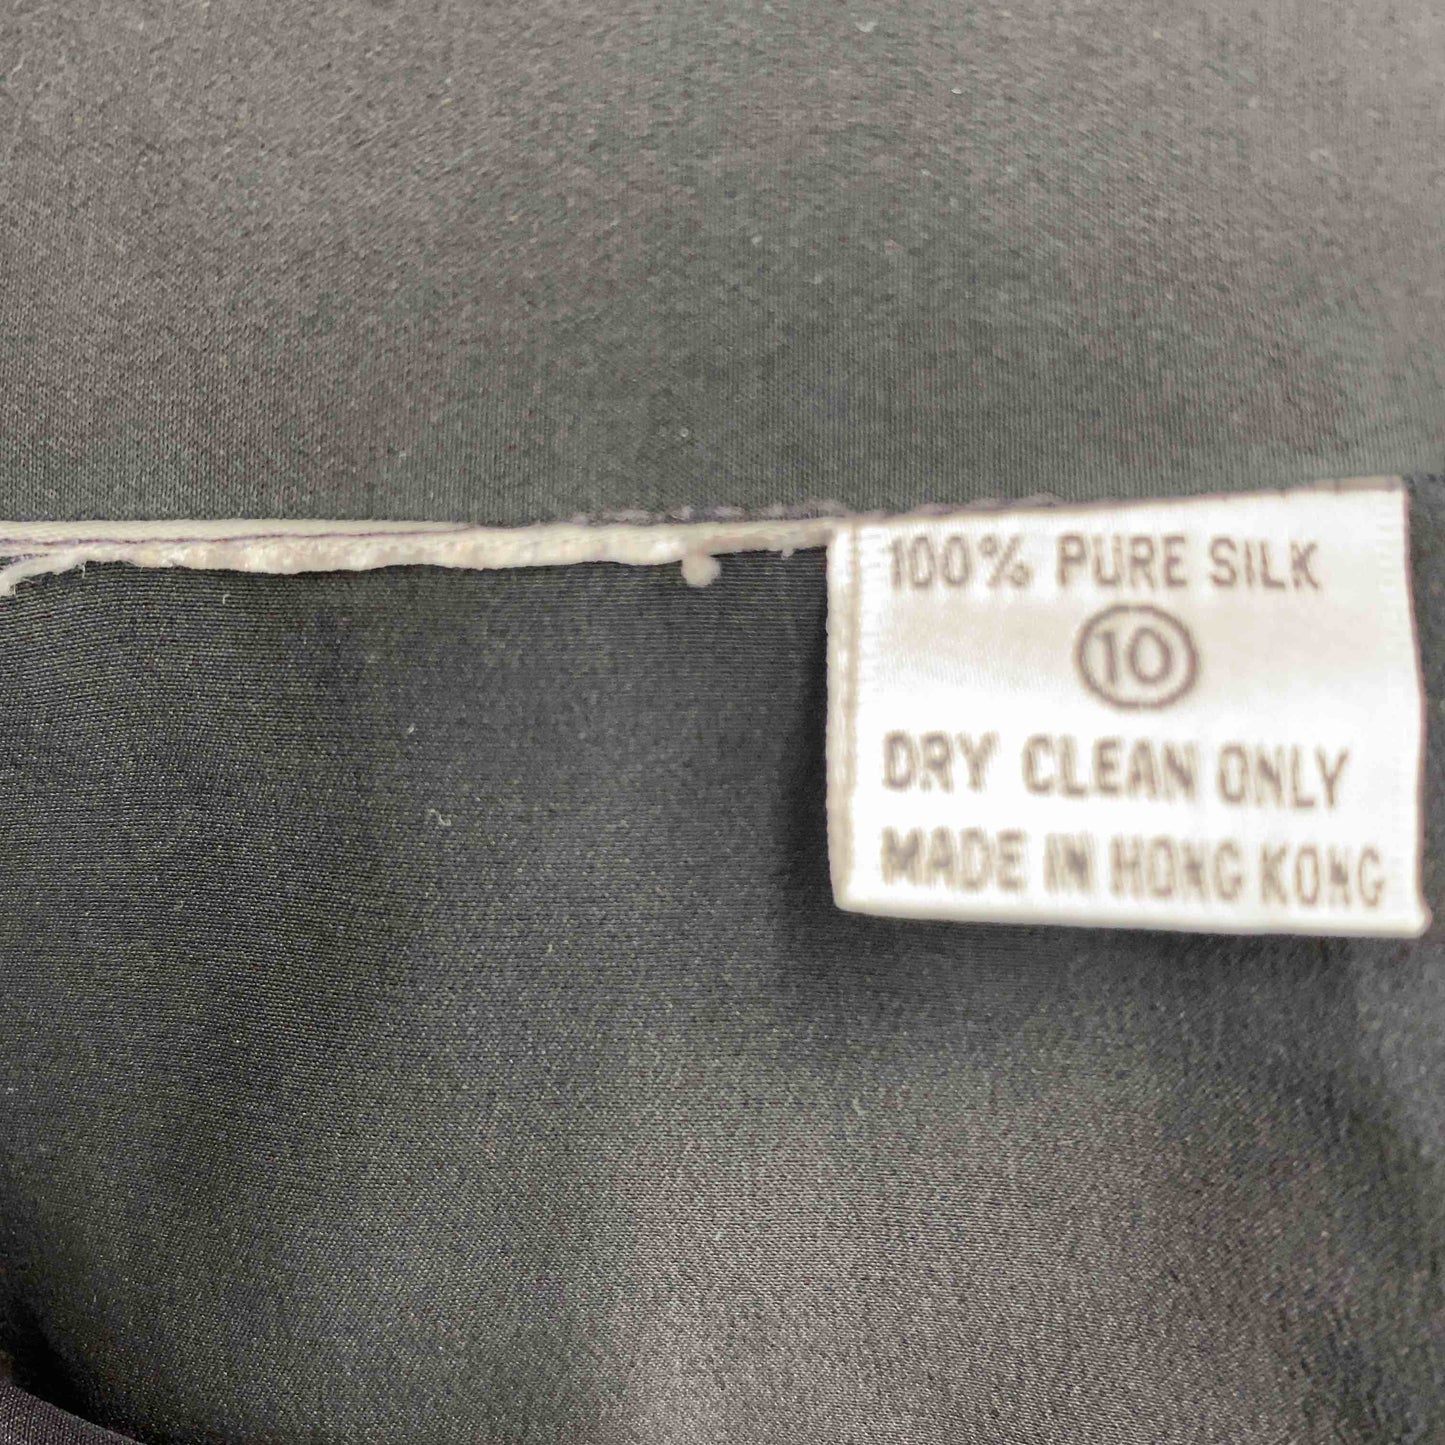 100% PURE SILK
10
DRY CLEAN ONLY
MADE IN HONG KONG